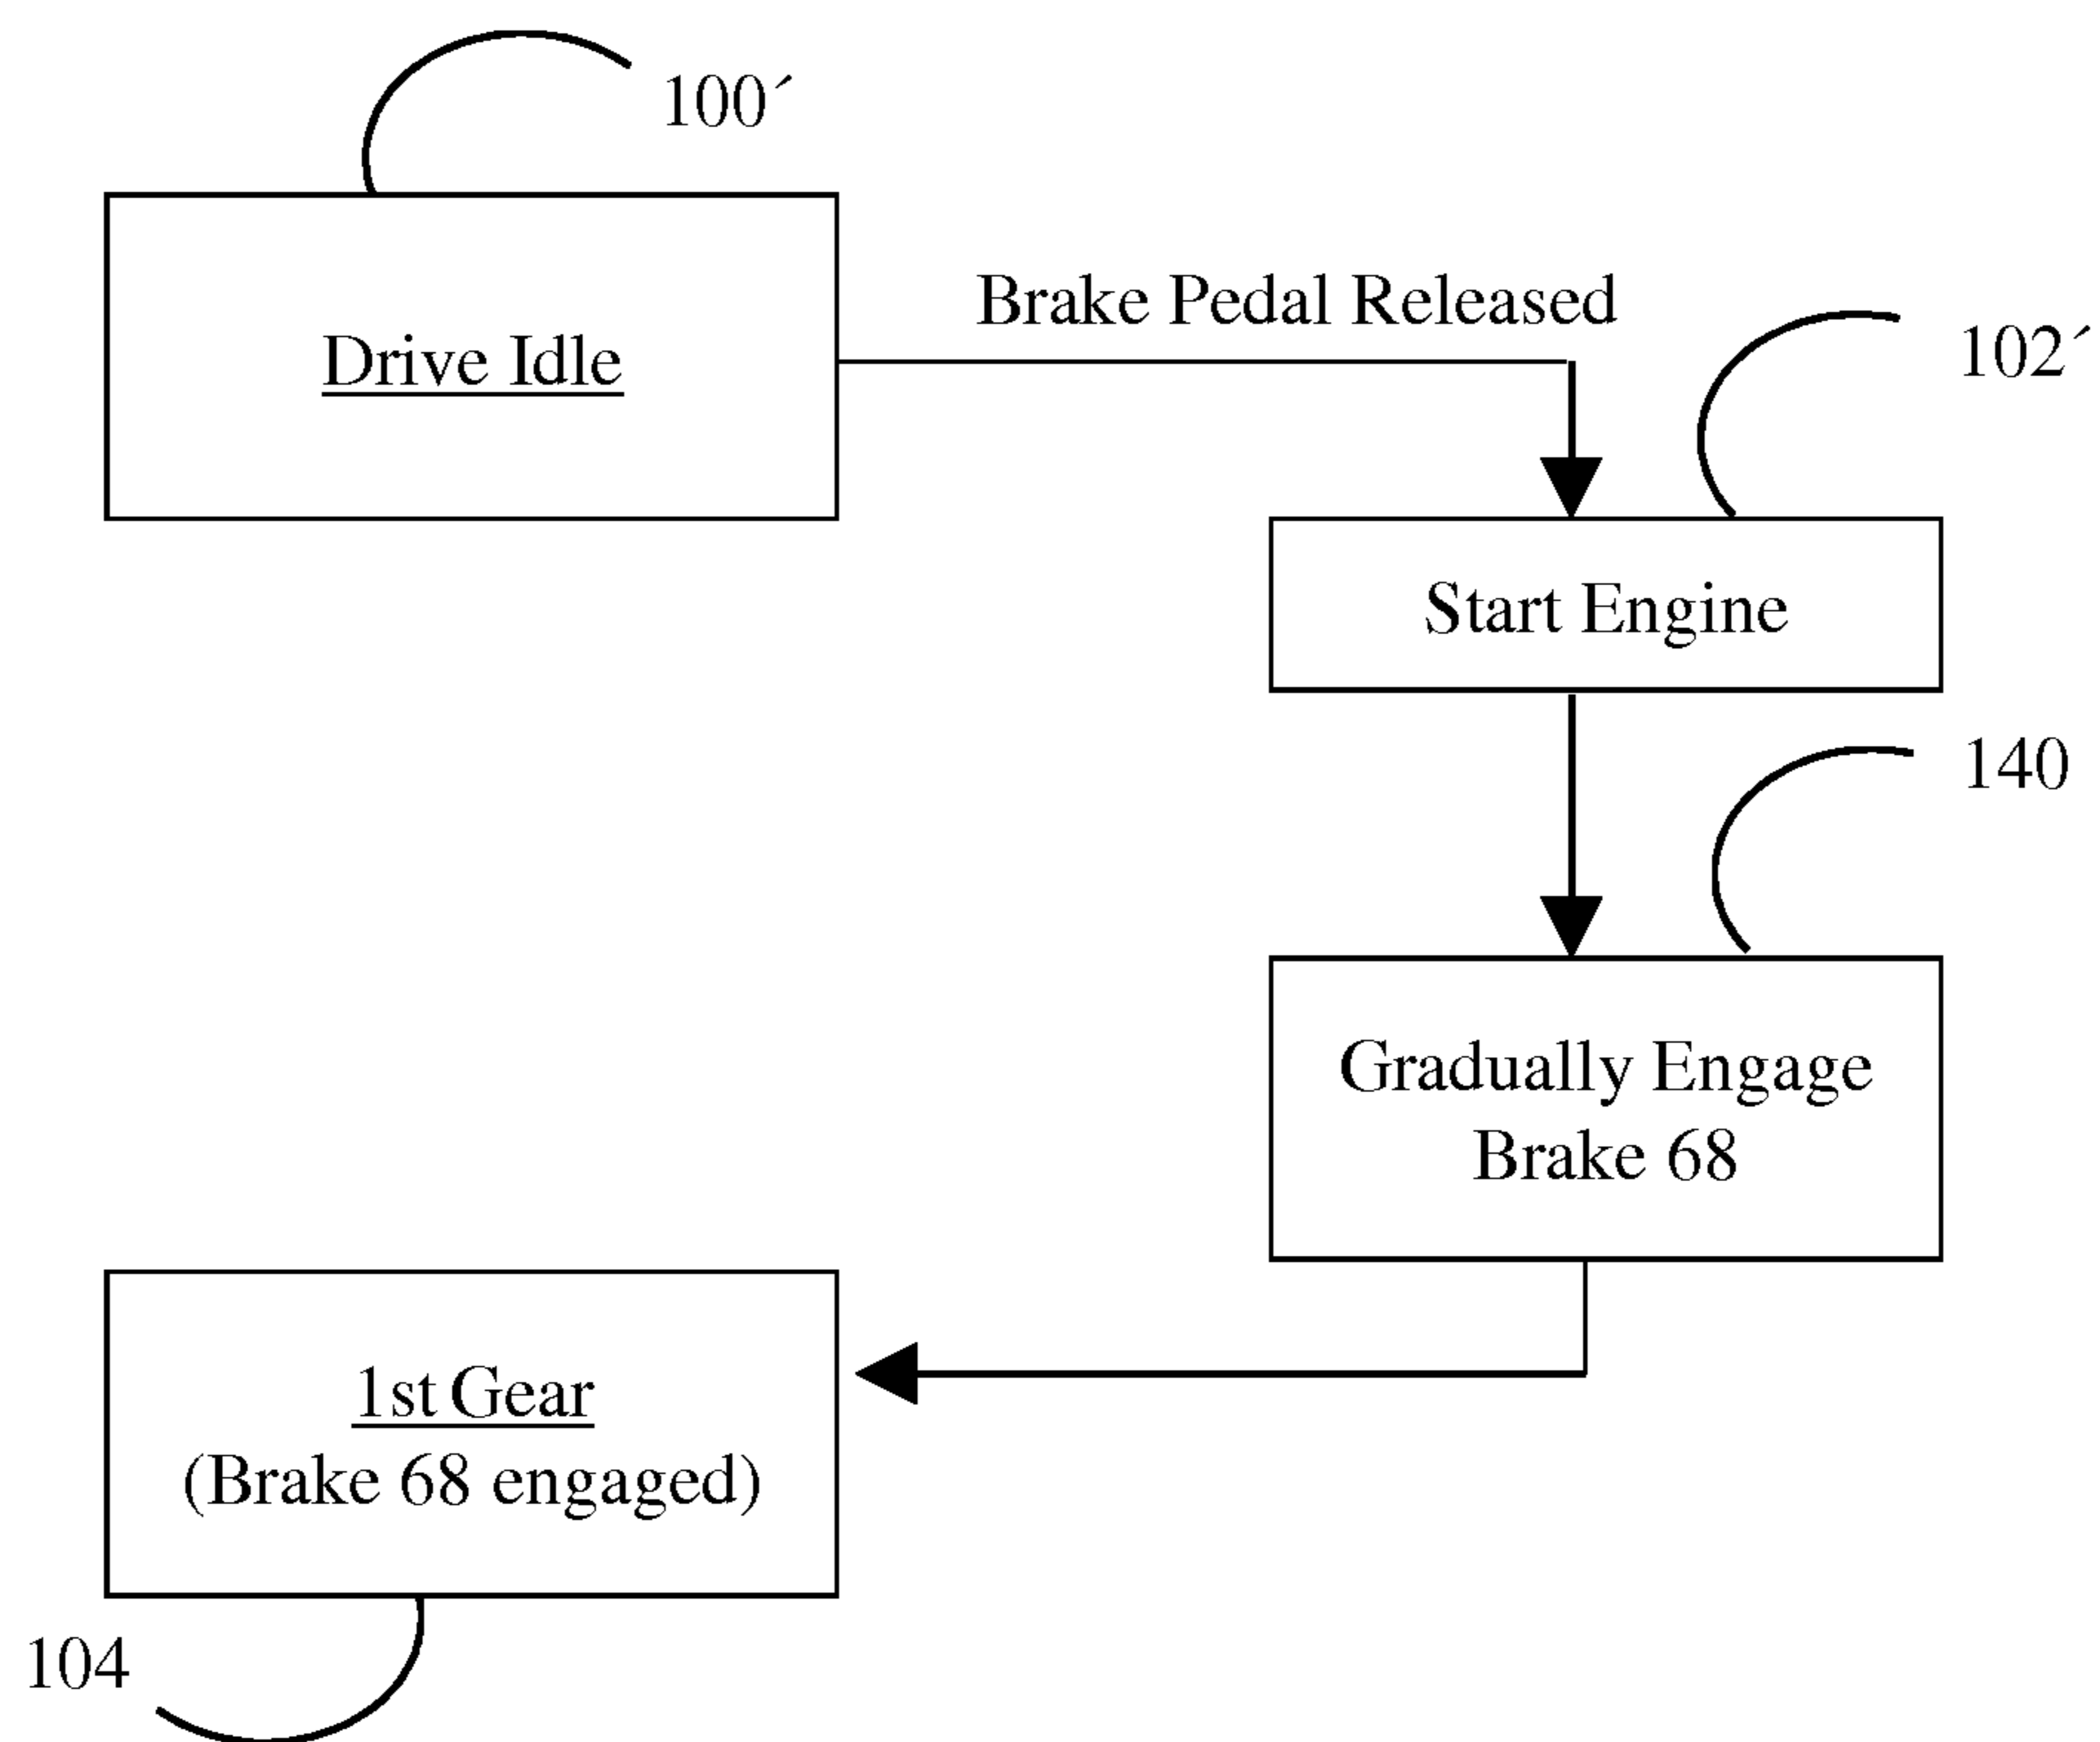 100´
Drive Idle
Brake Pedal Released
102´
Start Engine
140
Gradually Engage
Brake 68
1st Gear
(Brake 68 engaged)
104